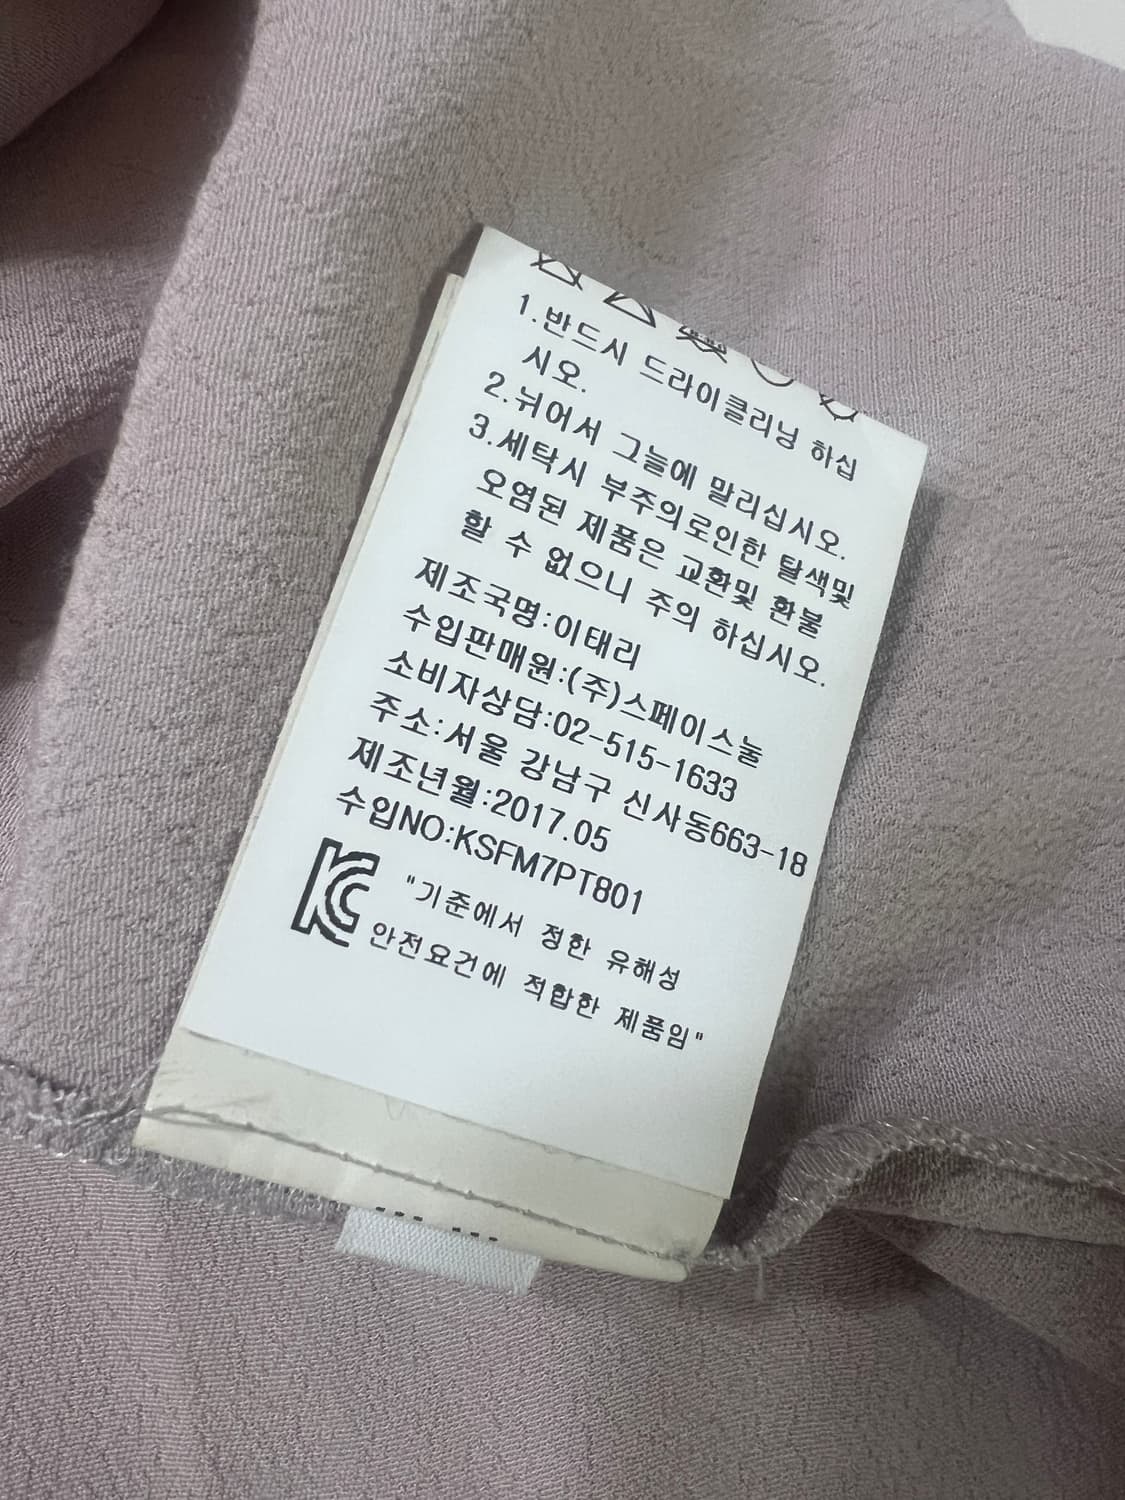 1.반드시 드라이클리닝 하십
시오.
2.뉘어서 그늘에 말리십시오.
3.세탁시 부주의로인한 탈색및
오염된 제품은 교환및 환불
할 수 없으니 주의 하십시오.
제조국명:이태리
수입판매원:(주)스페이스눌
소비자상담:02-515-1633
주소:서울 강남구 신사동663-18
제조년월:2017.05
수입NO:KSFM7PT801
KC
"기준에서 정한 유해성
안전요건에 적합한 제품임"